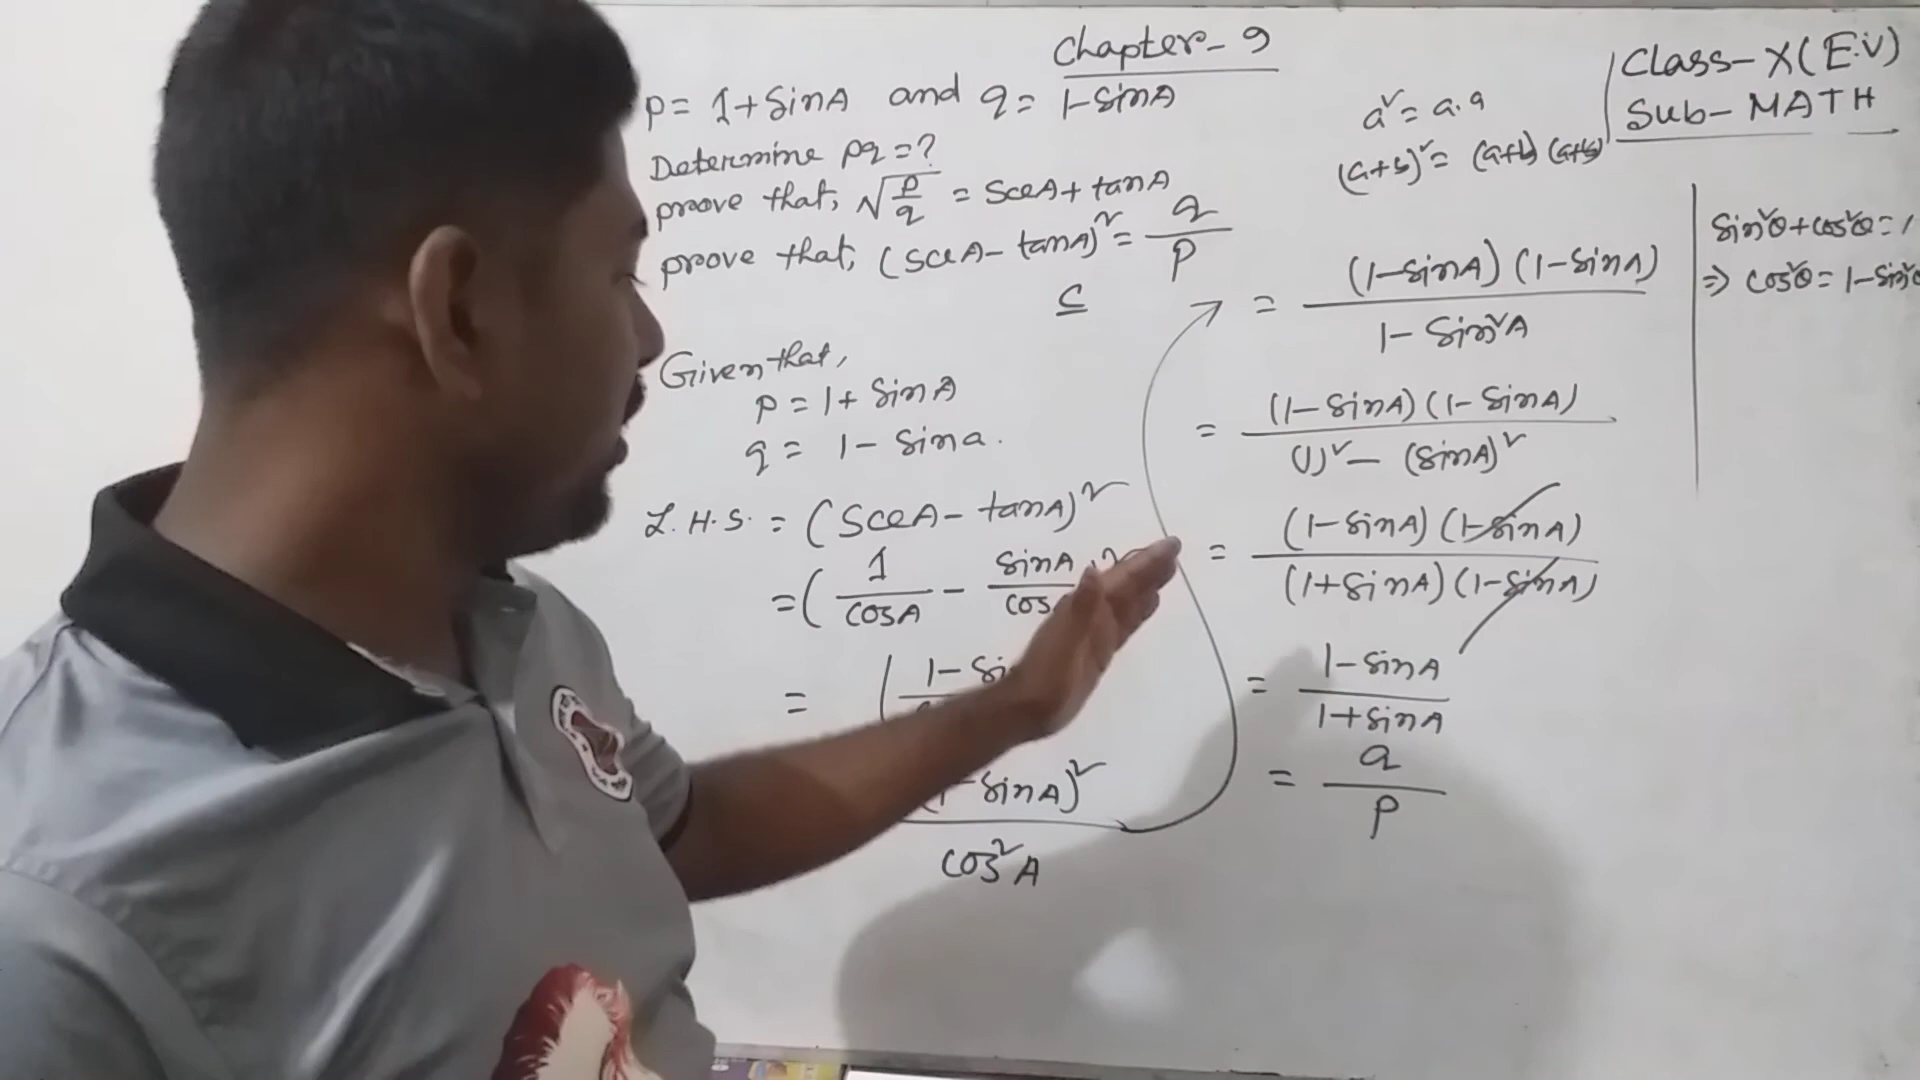 Chapter-9
p = 1+sinA and q = 1-sinA
Determine pq=?
prove that, √p/q = SecA + tanA
prove that, (secA - tanA)² = q/p
c
Given that,
p = 1 + sinA
q = 1 - sina.
L.H.S. = (SecA - tanA)²
= ( 1/cosA - sinA/cos
= ( 1- Si
-sinA)²
cos²A
a² = a.a
(a+b)² = (a+b) (a+b)
Class-X(E.V)
Sub-MATH
sin²θ+cos²θ=1
⇒ cos²θ = 1-sin²
= (1-sinA) (1-sinA) / 1-sin²A
= (1-sinA) (1-sinA) / (1)² - (sinA)²
= (1-sinA) (1-sinA) / (1+sinA) (1-sinA)
= 1-sinA / 1+sinA
= q / p